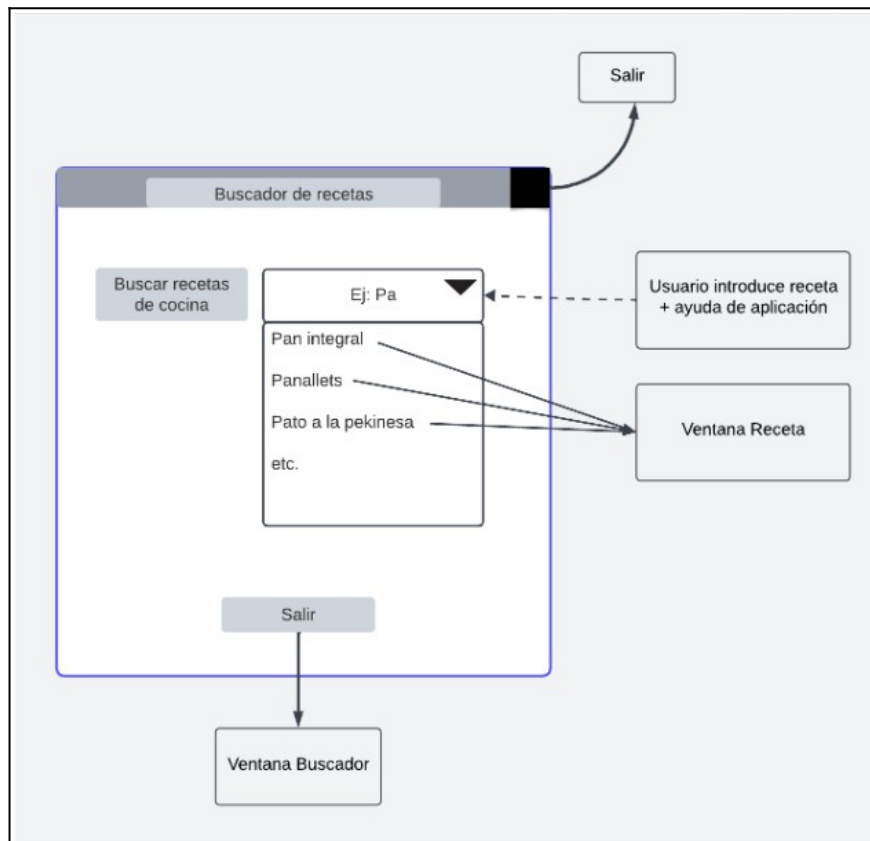 Salir
Buscador de recetas
Buscar recetas
de cocina
Ej: Pa
Usuario introduce receta
+ ayuda de aplicación
Pan integral
Panallets
Pato a la pekinesa
etc.
Ventana Receta
Salir
Ventana Buscador